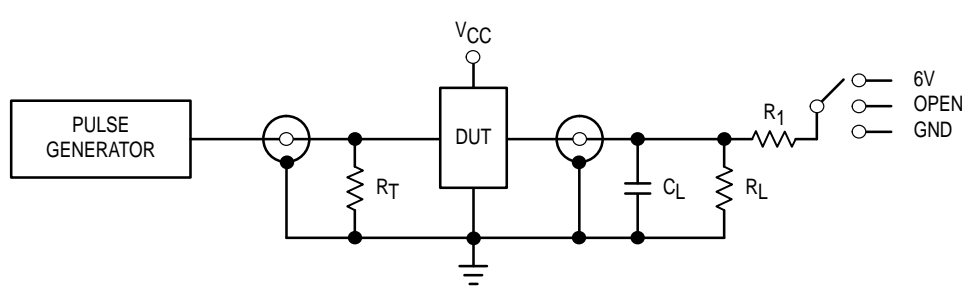 VCC
6V
OPEN
GND
R1
PULSE
GENERATOR
DUT
RT
CL
RL